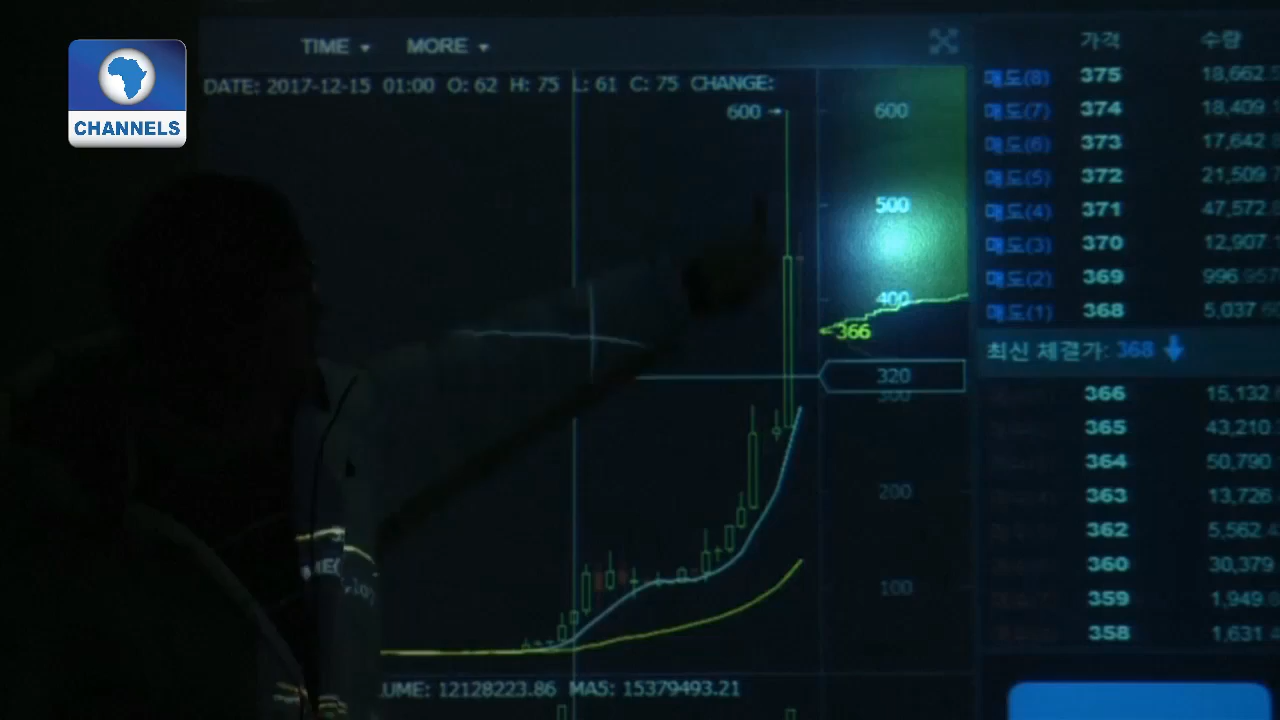 CHANNELS
TIME MORE
DATE: 2017-12-15 01:00 O: 62 H: 75 L: 61 C: 75 CHANGE:
600
600
500
400
366
320
300
200
100
UME: 12128223.86 MA5: 15379493.21
가격 수량
매도(8) 375 18,662.
매도(7) 374 18,409
매도(6) 373 17,642
매도(5) 372 21,509
매도(4) 371 47,572
매도(3) 370 12,907
매도(2) 369 996.957
매도(1) 368 5,037
최신 체결가: 368
366 15,132
365 43,210
364 50,790
363 13,726
362 5,562.4
360 30,379
359 1,949.
358 1,631